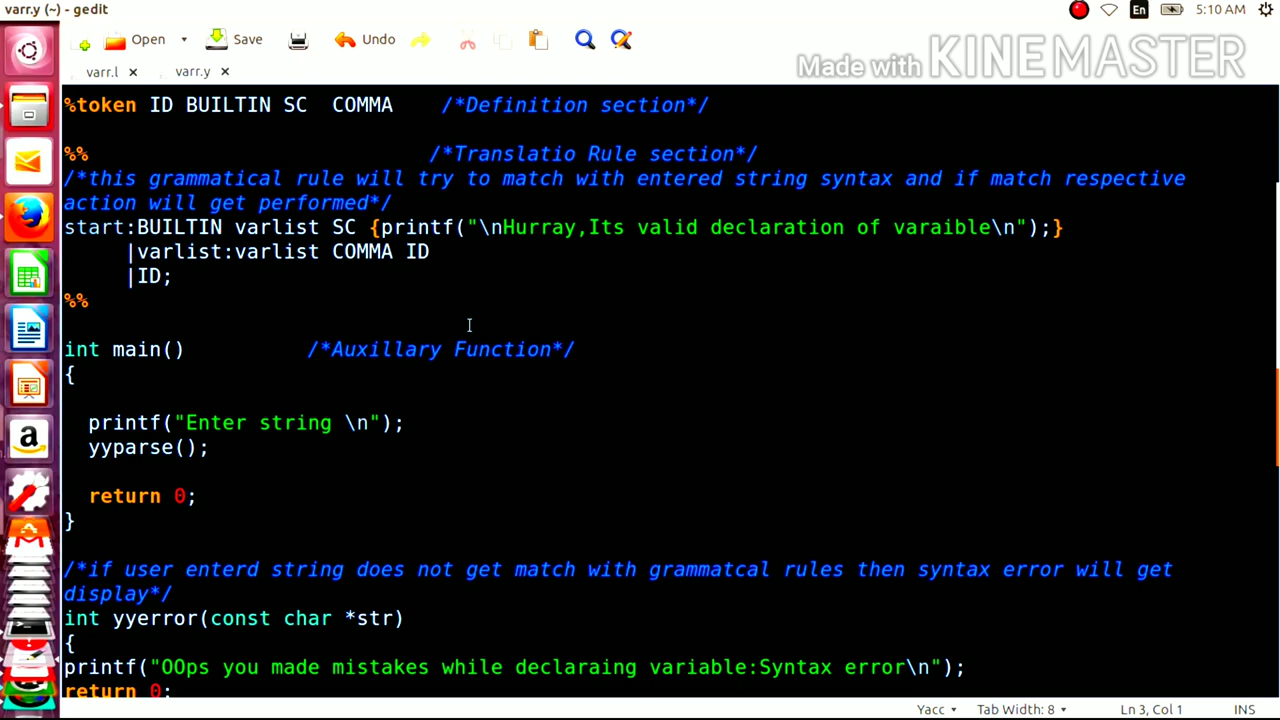 varr.y (~) - gedit
En
5:10 AM
Open
Save
Undo
Made with KINEMASTER
varr.l ×
varr.y ×
%token ID BUILTIN SC  COMMA    /*Definition section*/
%%                            /*Translatio Rule section*/
/*this grammatical rule will try to match with entered string syntax and if match respective
action will get performed*/
start:BUILTIN varlist SC {printf("\nHurray,Its valid declaration of varaible\n");}
     |varlist:varlist COMMA ID
     |ID;
%%
int main()          /*Auxillary Function*/
{
  printf("Enter string \n");
  yyparse();
  return 0;
}
/*if user enterd string does not get match with grammatcal rules then syntax error will get
display*/
int yyerror(const char *str)
{
printf("OOps you made mistakes while declaraing variable:Syntax error\n");
return 0;
Yacc
Tab Width: 8
Ln 3, Col 1
INS